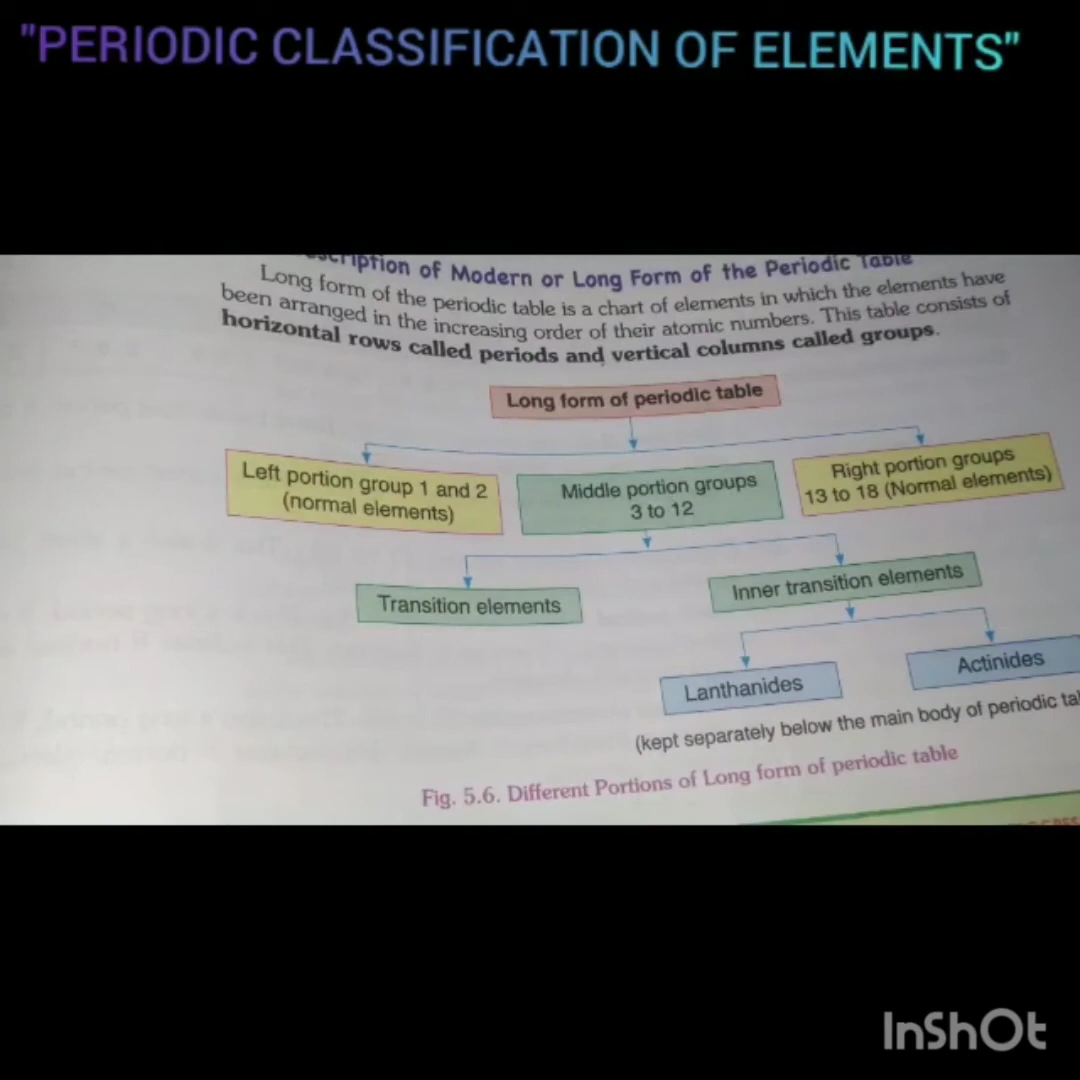 "PERIODIC CLASSIFICATION OF ELEMENTS"
of Modern or Long Form of the Periodic Table
Long form of the periodic table is a chart of elements in which the elements have
been arranged in the increasing order of their atomic numbers. This table consists of
horizontal rows called periods and vertical columns called groups.
Long form of periodic table
Left portion group 1 and 2
(normal elements)
Middle portion groups
3 to 12
Right portion groups
13 to 18 (Normal elements)
Transition elements
Inner transition elements
Lanthanides
Actinides
(kept separately below the main body of periodic
Fig. 5.6. Different Portions of Long form of periodic table
InShOt